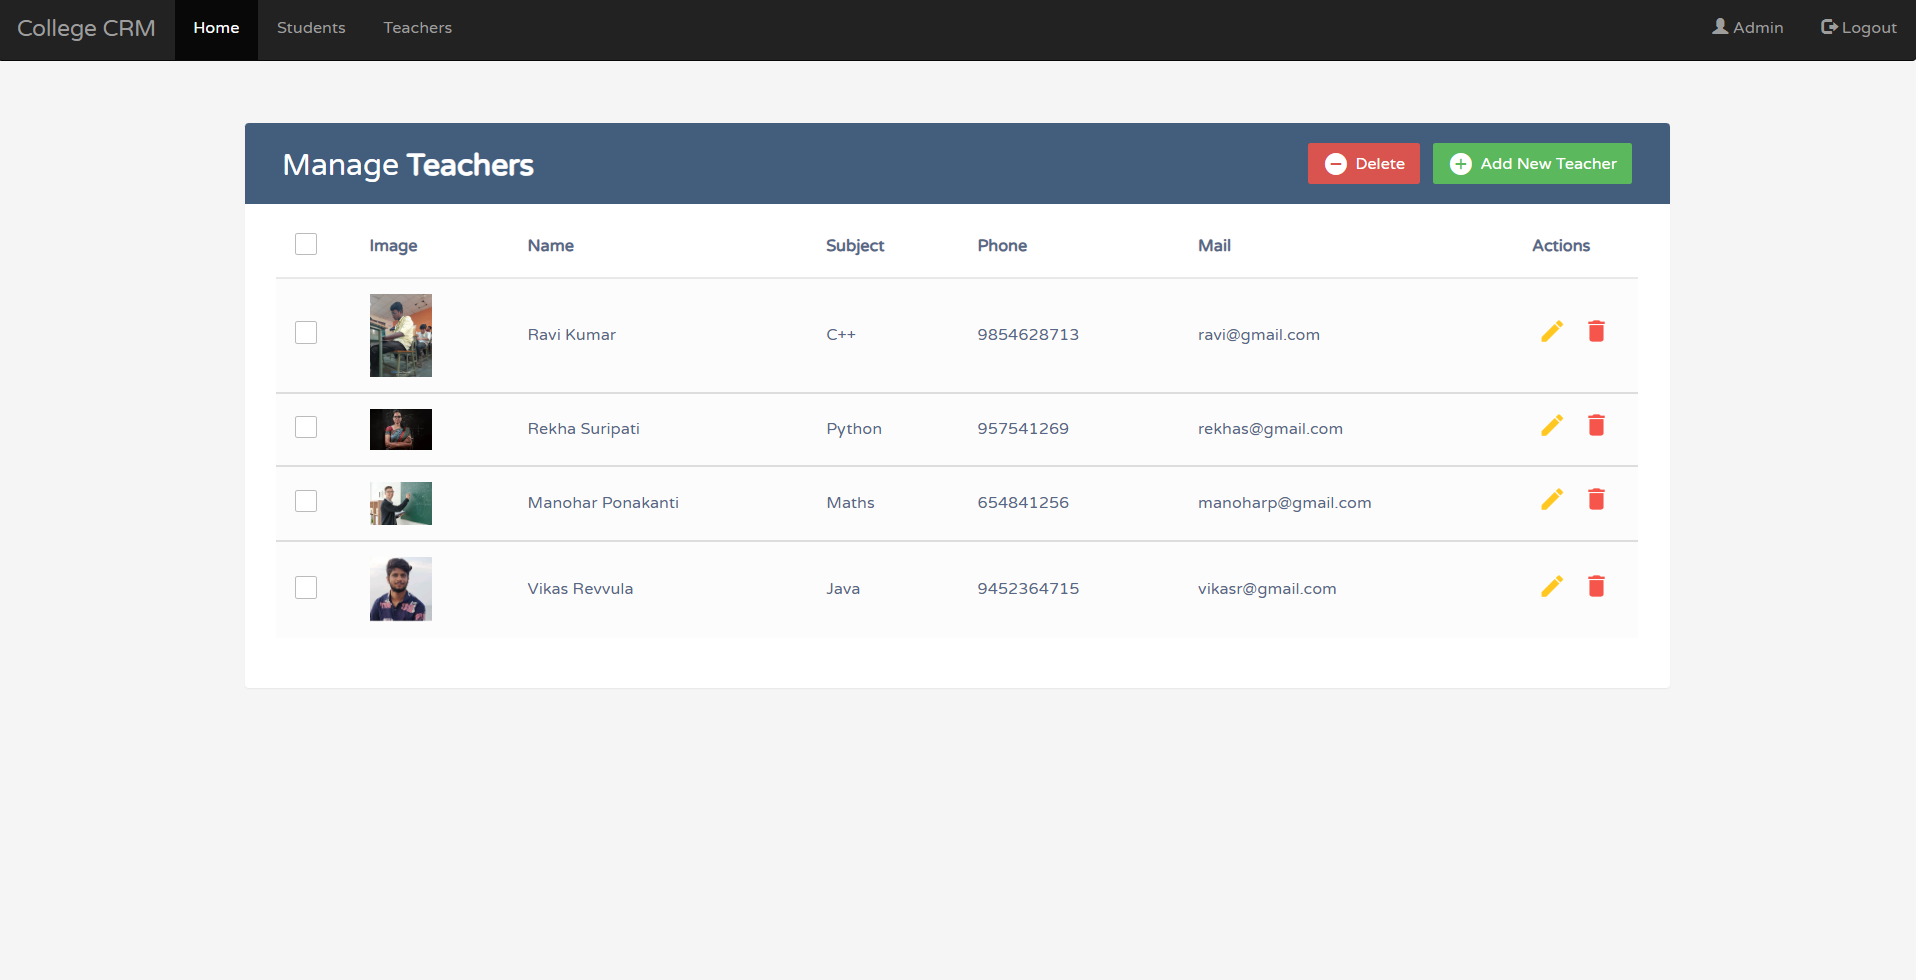 College CRM Home Students Teachers Admin Logout
Manage Teachers Delete Add New Teacher
Image Name Subject Phone Mail Actions
Ravi Kumar C++ 9854628713 ravi@gmail.com
Rekha Suripati Python 957541269 rekhas@gmail.com
Manohar Ponakanti Maths 654841256 manoharp@gmail.com
Vikas Revvula Java 9452364715 vikasr@gmail.com